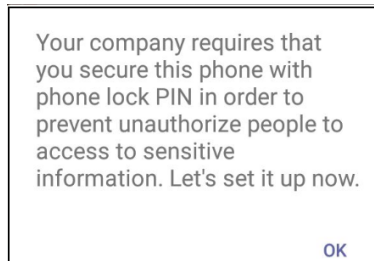 Your company requires that
you secure this phone with
phone lock PIN in order to
prevent unauthorize people to
access to sensitive
information. Let's set it up now.
OK